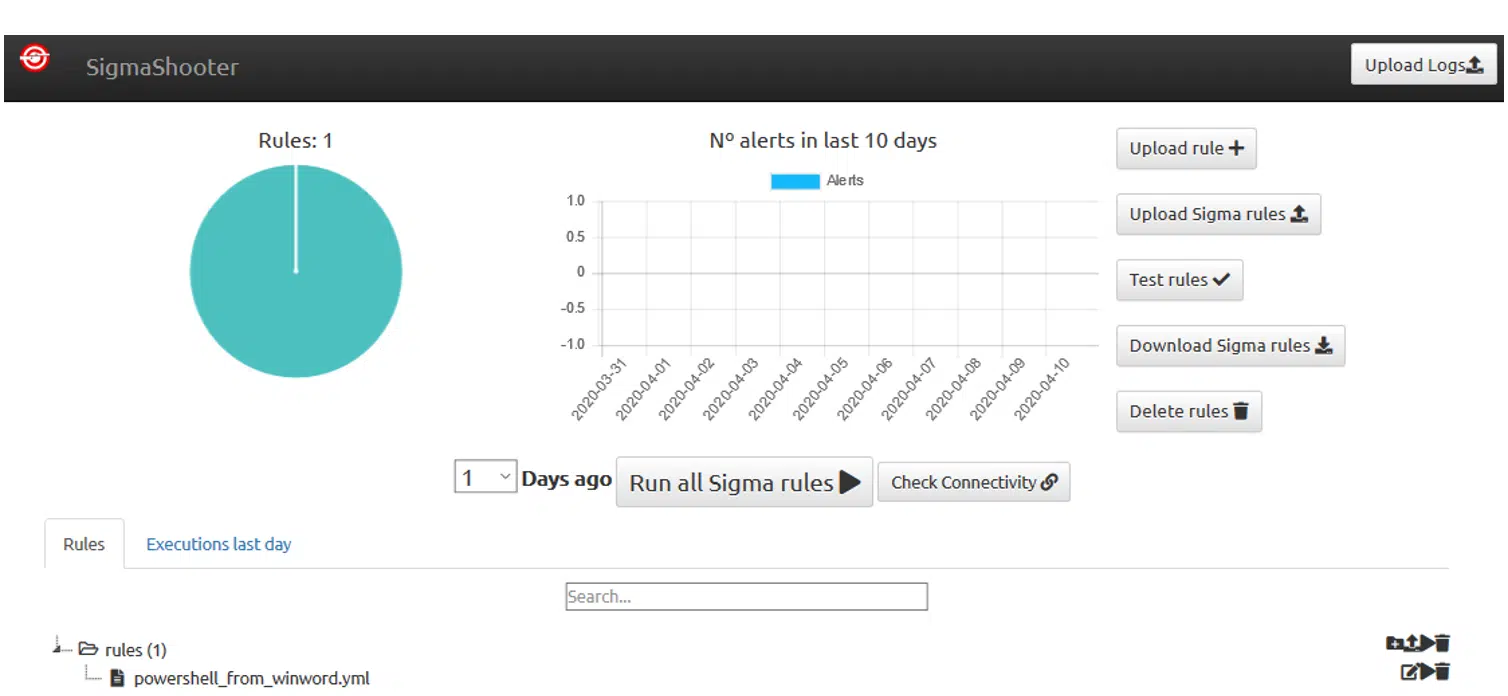 SigmaShooter
Upload Logs
Rules: 1
Nº alerts in last 10 days
Alerts
1.0
0.5
0
-0.5
-1.0
2020-03-31
2020-04-01
2020-04-02
2020-04-03
2020-04-04
2020-04-05
2020-04-06
2020-04-07
2020-04-08
2020-04-09
2020-04-10
Upload rule
Upload Sigma rules
Test rules
Download Sigma rules
Delete rules
1 Days ago Run all Sigma rules Check Connectivity
Rules Executions last day
Search...
rules (1)
powershell_from_winword.yml